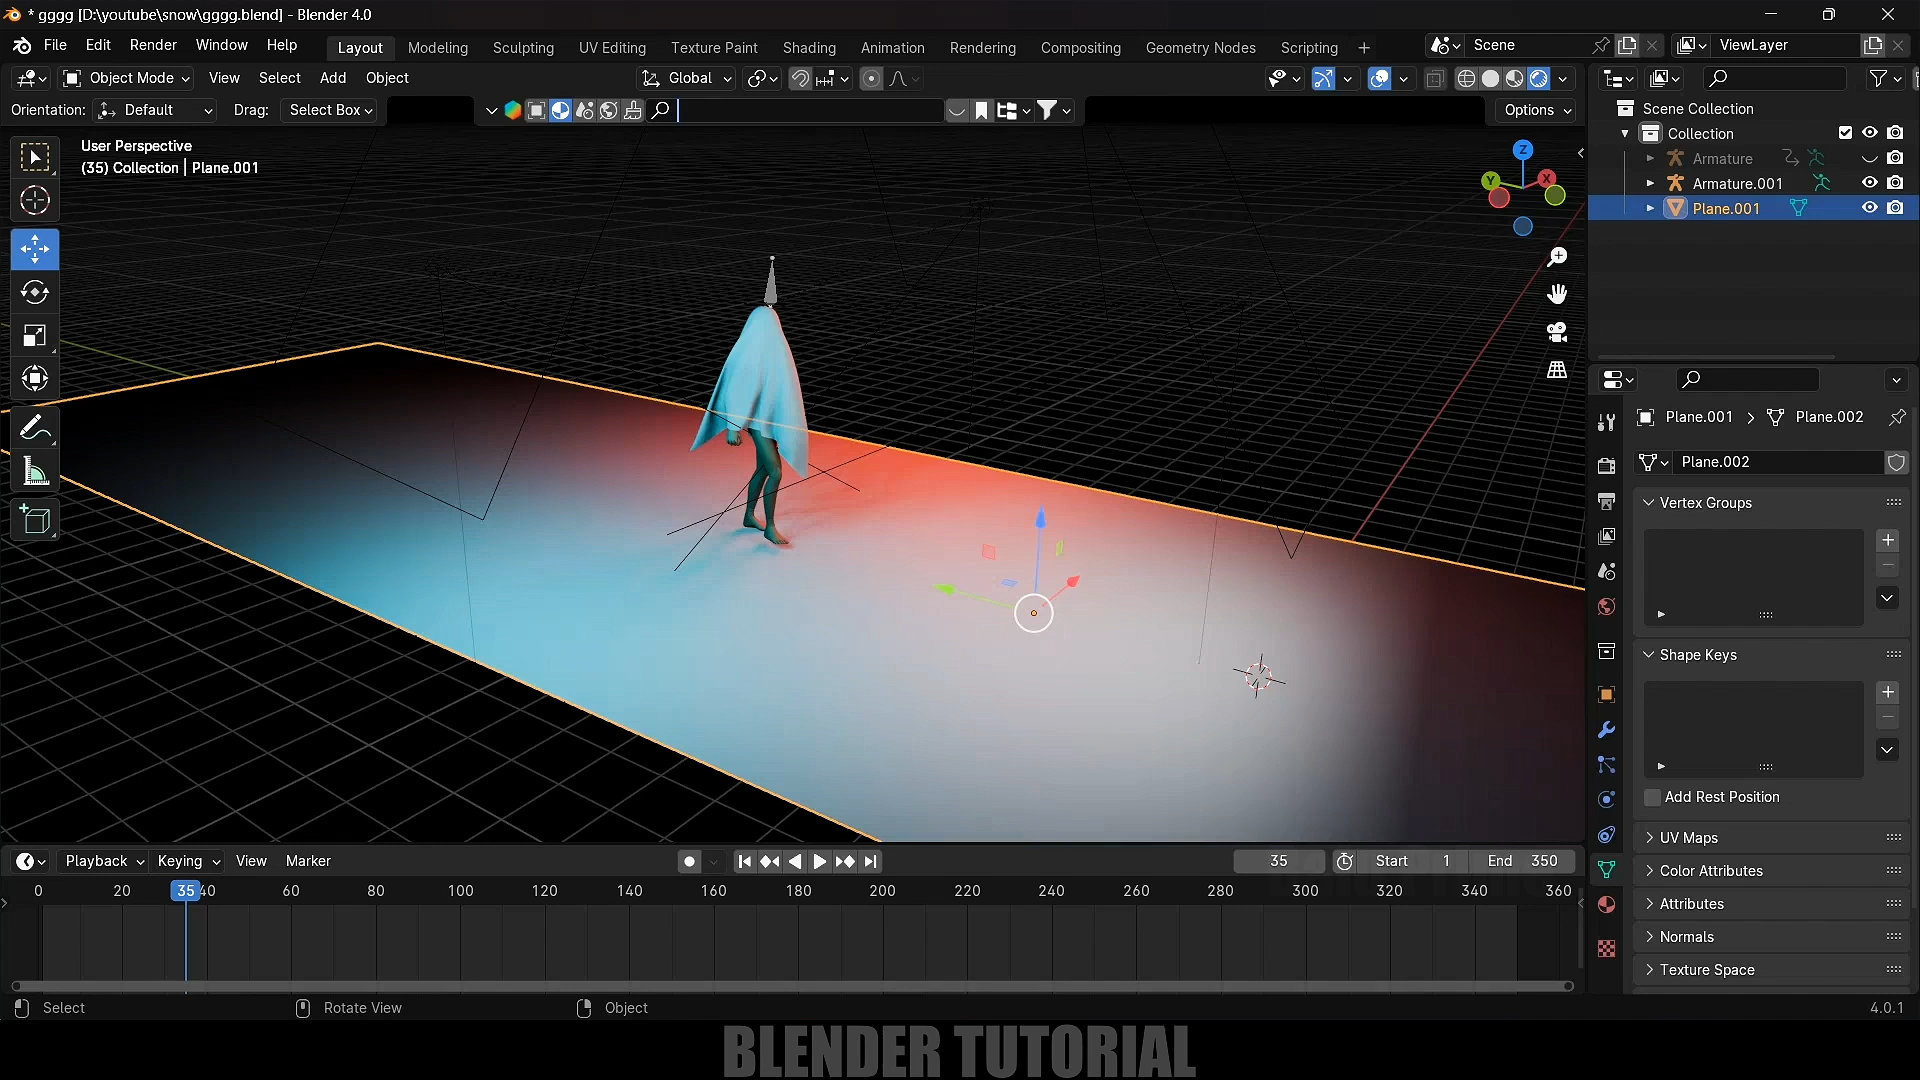 * gggg [D:\youtube\snow\gggg.blend] - Blender 4.0
File Edit Render Window Help Layout Modeling Sculpting UV Editing Texture Paint Shading Animation Rendering Compositing Geometry Nodes Scripting + Scene ViewLayer
Object Mode View Select Add Object Global
Orientation: Default Drag: Select Box Options
User Perspective
(35) Collection | Plane.001
Z
Y X
Scene Collection
Collection
Armature
Armature.001
Plane.001
Plane.001 > Plane.002
Plane.002
Vertex Groups
Shape Keys
Add Rest Position
UV Maps
Color Attributes
Attributes
Normals
Texture Space
Playback Keying View Marker 35 Start 1 End 350
0 20 35 40 60 80 100 120 140 160 180 200 220 240 260 280 300 320 340 360
Select Rotate View Object 4.0.1
BLENDER TUTORIAL